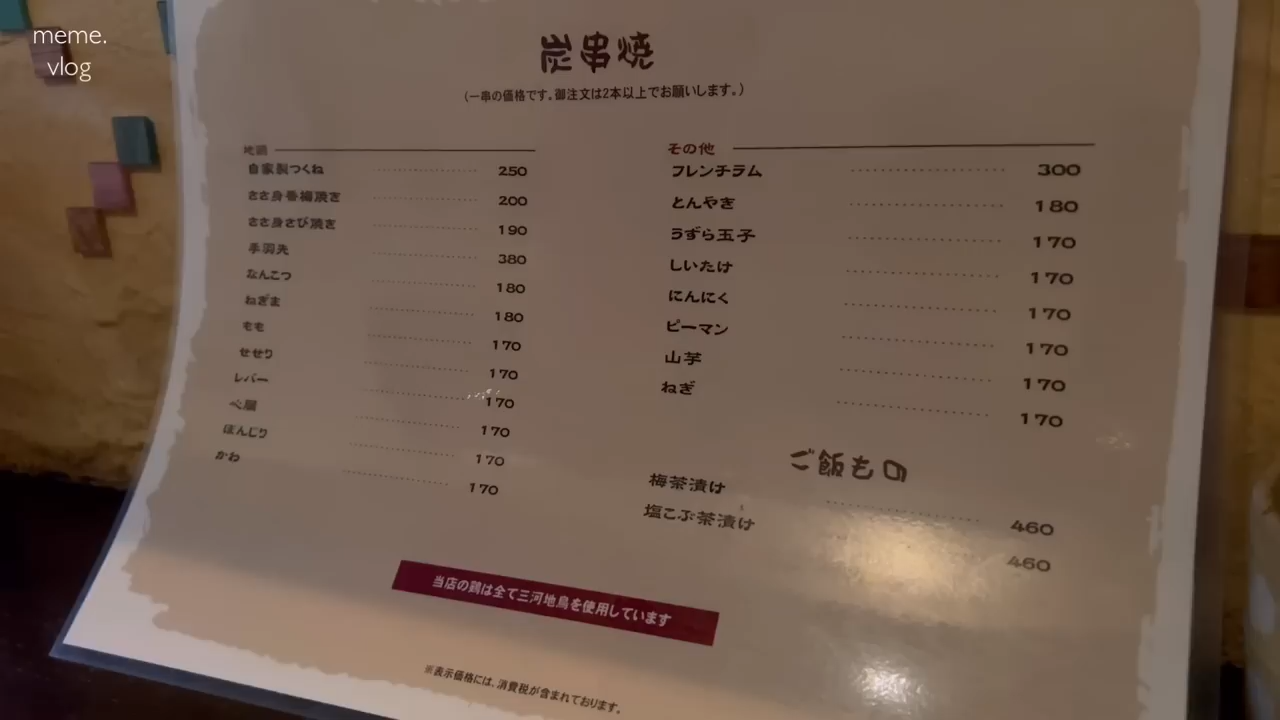 meme.
vlog
炭串焼
(一串の価格です。御注文は2本以上でお願いします。)
地鶏
自家製つくね 250
ささ身香梅焼き 200
ささ身さび焼き 190
手羽先 380
なんこつ 180
ねぎま 180
もも 170
せせり 170
レバー 170
心臓 170
ぼんじり 170
かわ 170
その他
フレンチラム 300
とんやき 180
うずら玉子 170
しいたけ 170
にんにく 170
ピーマン 170
山芋 170
ねぎ 170
ご飯もの
梅茶漬け 460
塩こぶ茶漬け 460
当店の鶏は全て三河地鳥を使用しています
※表示価格には、消費税が含まれております。